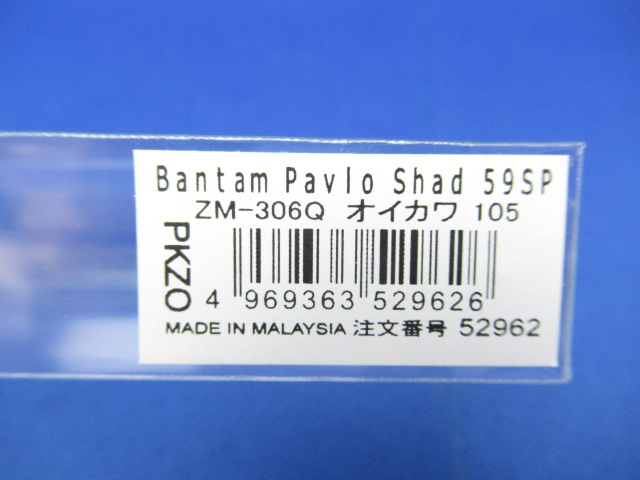 Bantam Pavlo Shad 59SP
ZM-306Q オイカワ 105
PKZO
4 969363 529626
MADE IN MALAYSIA 注文番号 52962